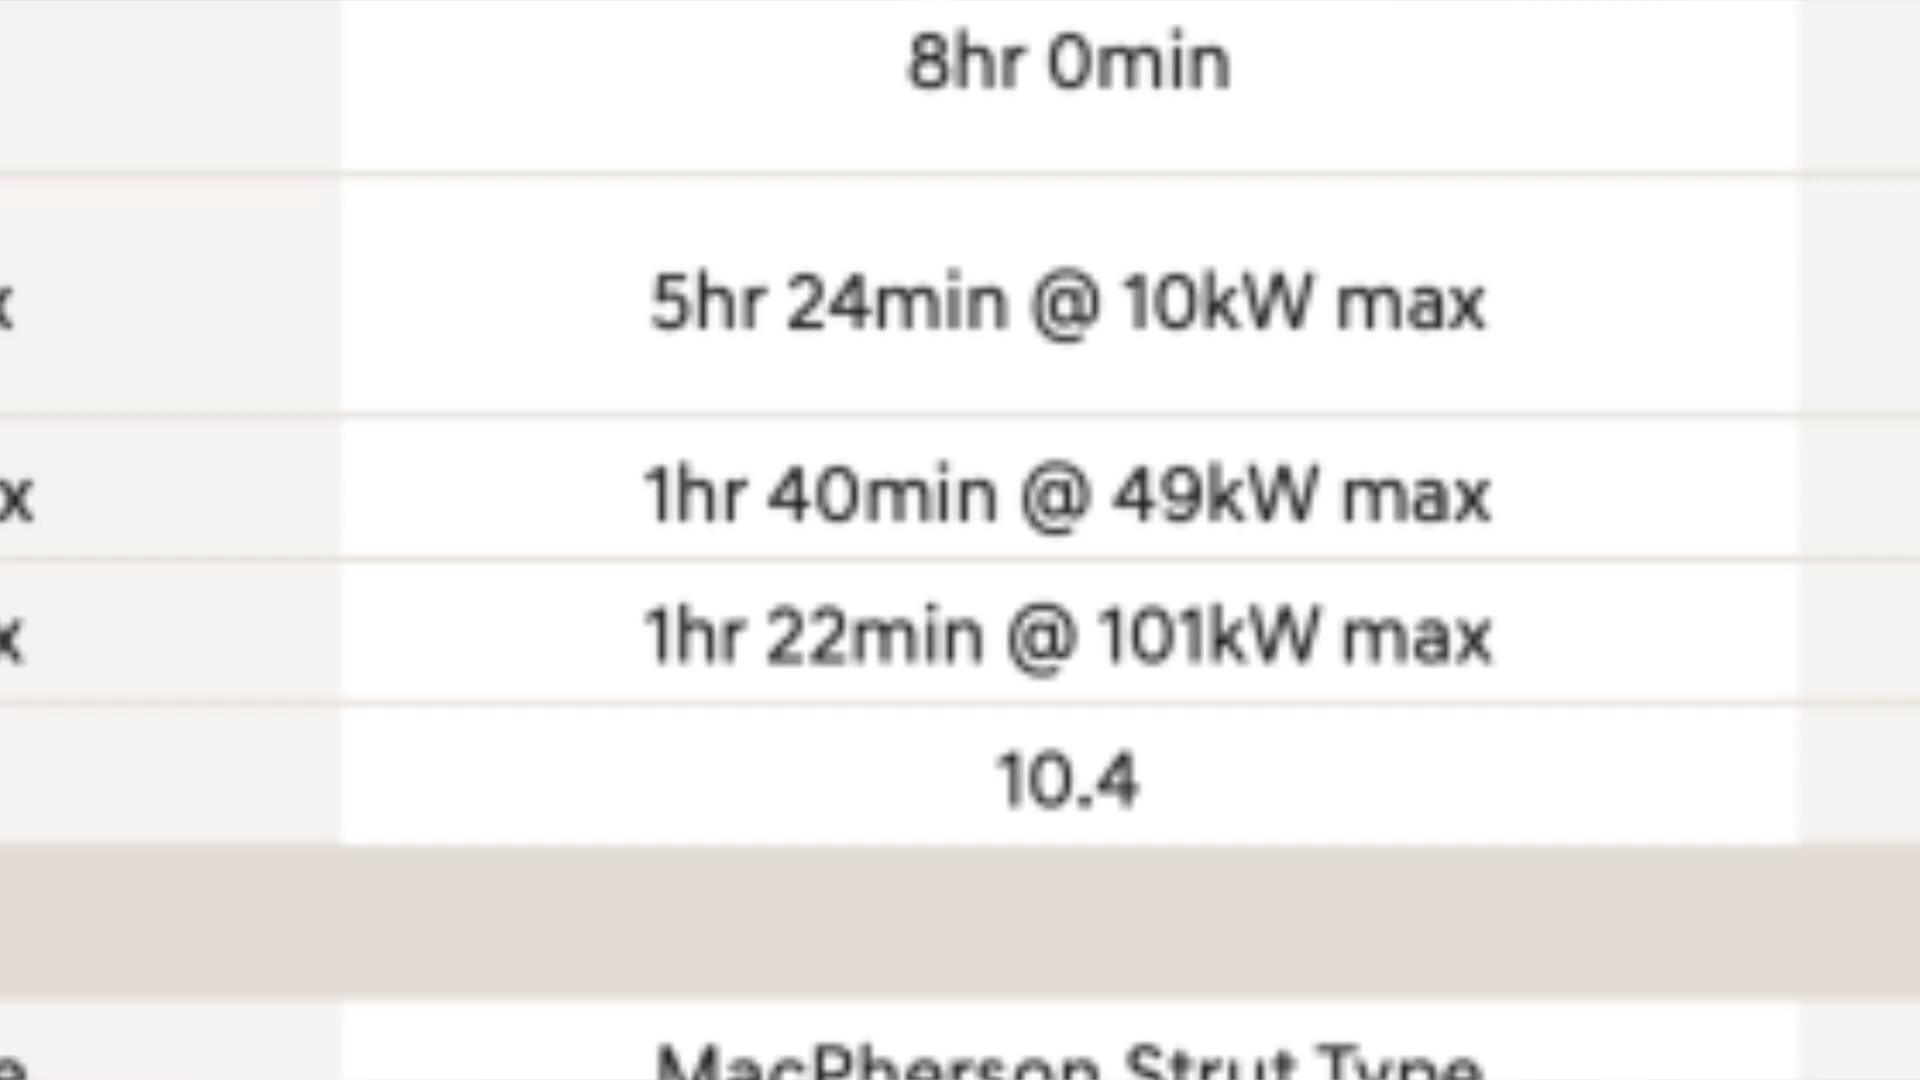 8hr 0min
x 5hr 24min @ 10kW max
x 1hr 40min @ 49kW max
x 1hr 22min @ 101kW max
10.4
e MacPherson Strut Type